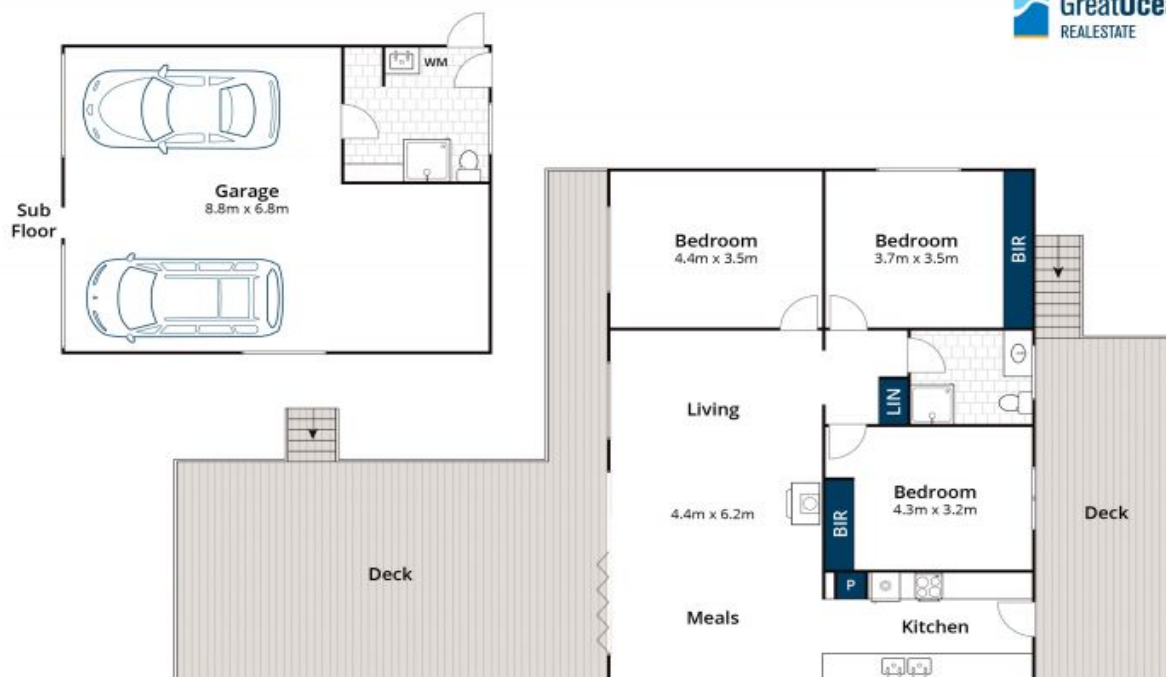 GreatOce
REALESTATE
WM
Garage
8.8m x 6.8m
Sub
Floor
Bedroom
4.4m x 3.5m
Bedroom
3.7m x 3.5m
BIR
Living
LIN
4.4m x 6.2m
BIR
Bedroom
4.3m x 3.2m
Deck
Deck
P
Meals
Kitchen